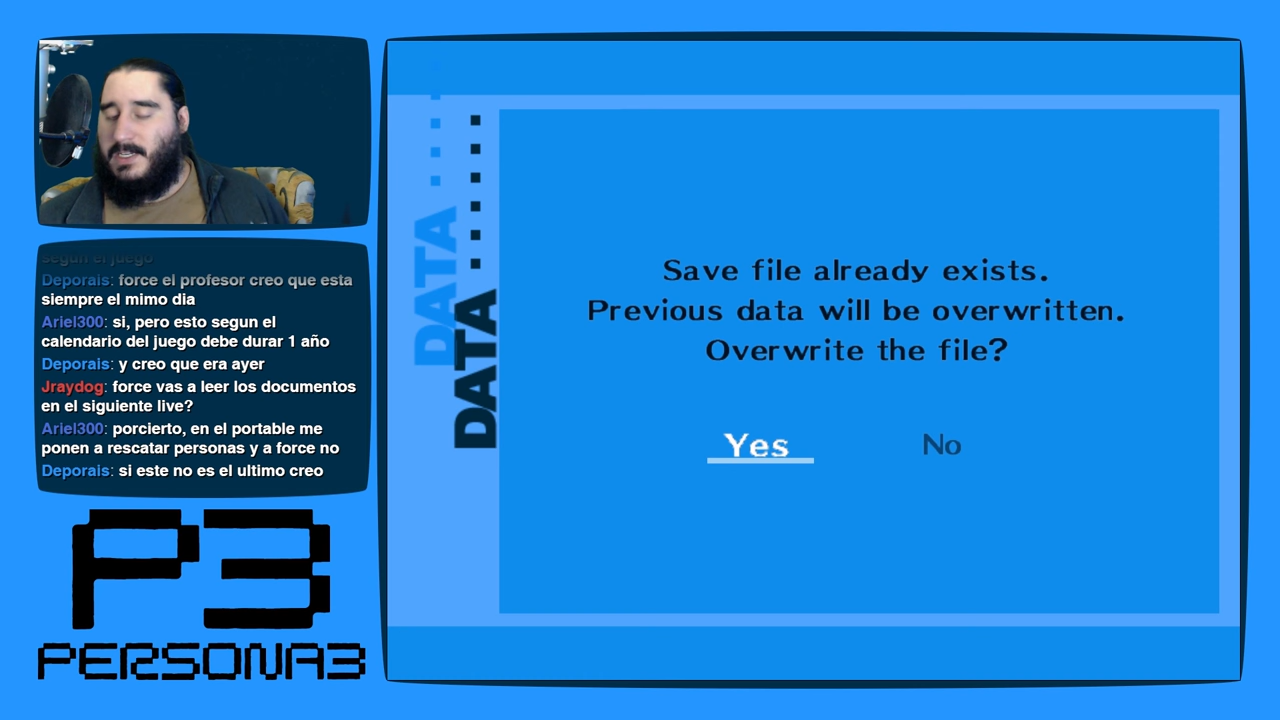 segun el juego
Deporais: force el profesor creo que esta
siempre el mimo dia
Ariel300: si, pero esto segun el
calendario del juego debe durar 1 año
Deporais: y creo que era ayer
Jraydog: force vas a leer los documentos
en el siguiente live?
Ariel300: porcierto, en el portable me
ponen a rescatar personas y a force no
Deporais: si este no es el ultimo creo
P3
PERSONA3
DATA
DATA
Save file already exists.
Previous data will be overwritten.
Overwrite the file?
Yes No